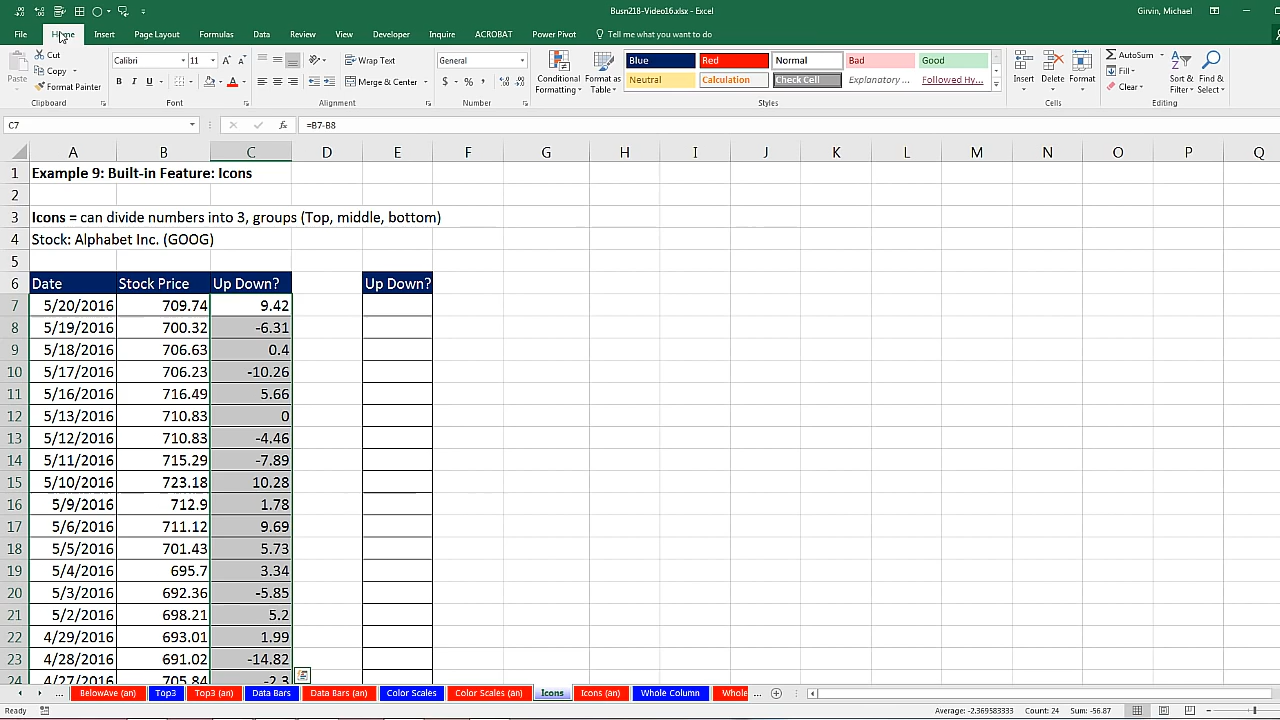 Busn218-Video16.xlsx - Excel
Girvin, Michael
File Home Insert Page Layout Formulas Data Review View Developer Inquire ACROBAT Power Pivot Tell me what you want to do
Paste
Cut
Copy
Format Painter
Clipboard
Calibri 11
B I U
Font
Wrap Text
Merge & Center
Alignment
General
$ % ,
Number
Conditional Formatting
Format as Table
Blue Red Normal Bad Good
Neutral Calculation Check Cell Explanatory ... Followed Hy...
Styles
Insert Delete Format
Cells
AutoSum
Fill
Clear
Sort & Filter
Find & Select
Editing
C7 fx =B7-B8
A B C D E F G H I J K L M N O P Q
1 Example 9: Built-in Feature: Icons
2
3 Icons = can divide numbers into 3, groups (Top, middle, bottom)
4 Stock: Alphabet Inc. (GOOG)
5
6 Date Stock Price Up Down? Up Down?
7 5/20/2016 709.74 9.42
8 5/19/2016 700.32 -6.31
9 5/18/2016 706.63 0.4
10 5/17/2016 706.23 -10.26
11 5/16/2016 716.49 5.66
12 5/13/2016 710.83 0
13 5/12/2016 710.83 -4.46
14 5/11/2016 715.29 -7.89
15 5/10/2016 723.18 10.28
16 5/9/2016 712.9 1.78
17 5/6/2016 711.12 9.69
18 5/5/2016 701.43 5.73
19 5/4/2016 695.7 3.34
20 5/3/2016 692.36 -5.85
21 5/2/2016 698.21 5.2
22 4/29/2016 693.01 1.99
23 4/28/2016 691.02 -14.82
24 4/27/2016 705.84 -2.3
... BelowAve (an) Top3 Top3 (an) Data Bars Data Bars (an) Color Scales Color Scales (an) Icons Icons (an) Whole Column Whole ...
Ready
Average: -2.369583333 Count: 24 Sum: -56.87